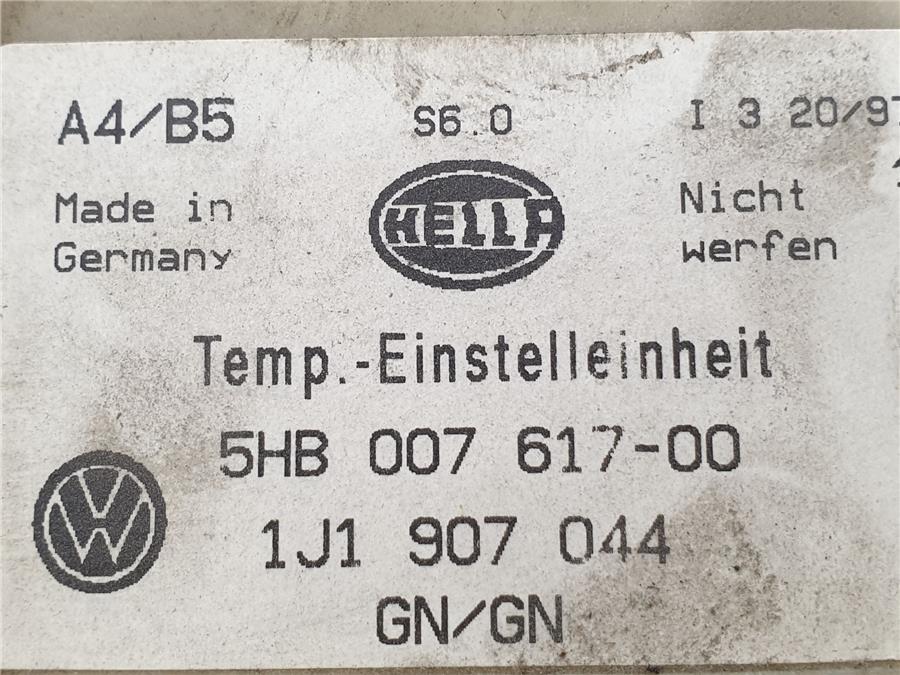 A4/B5 S6.0 I 3 20/97
Made in Nicht
Germany werfen
HELLA
Temp.-Einstelleinheit
5HB 007 617-00
1J1 907 044
GN/GN
VW